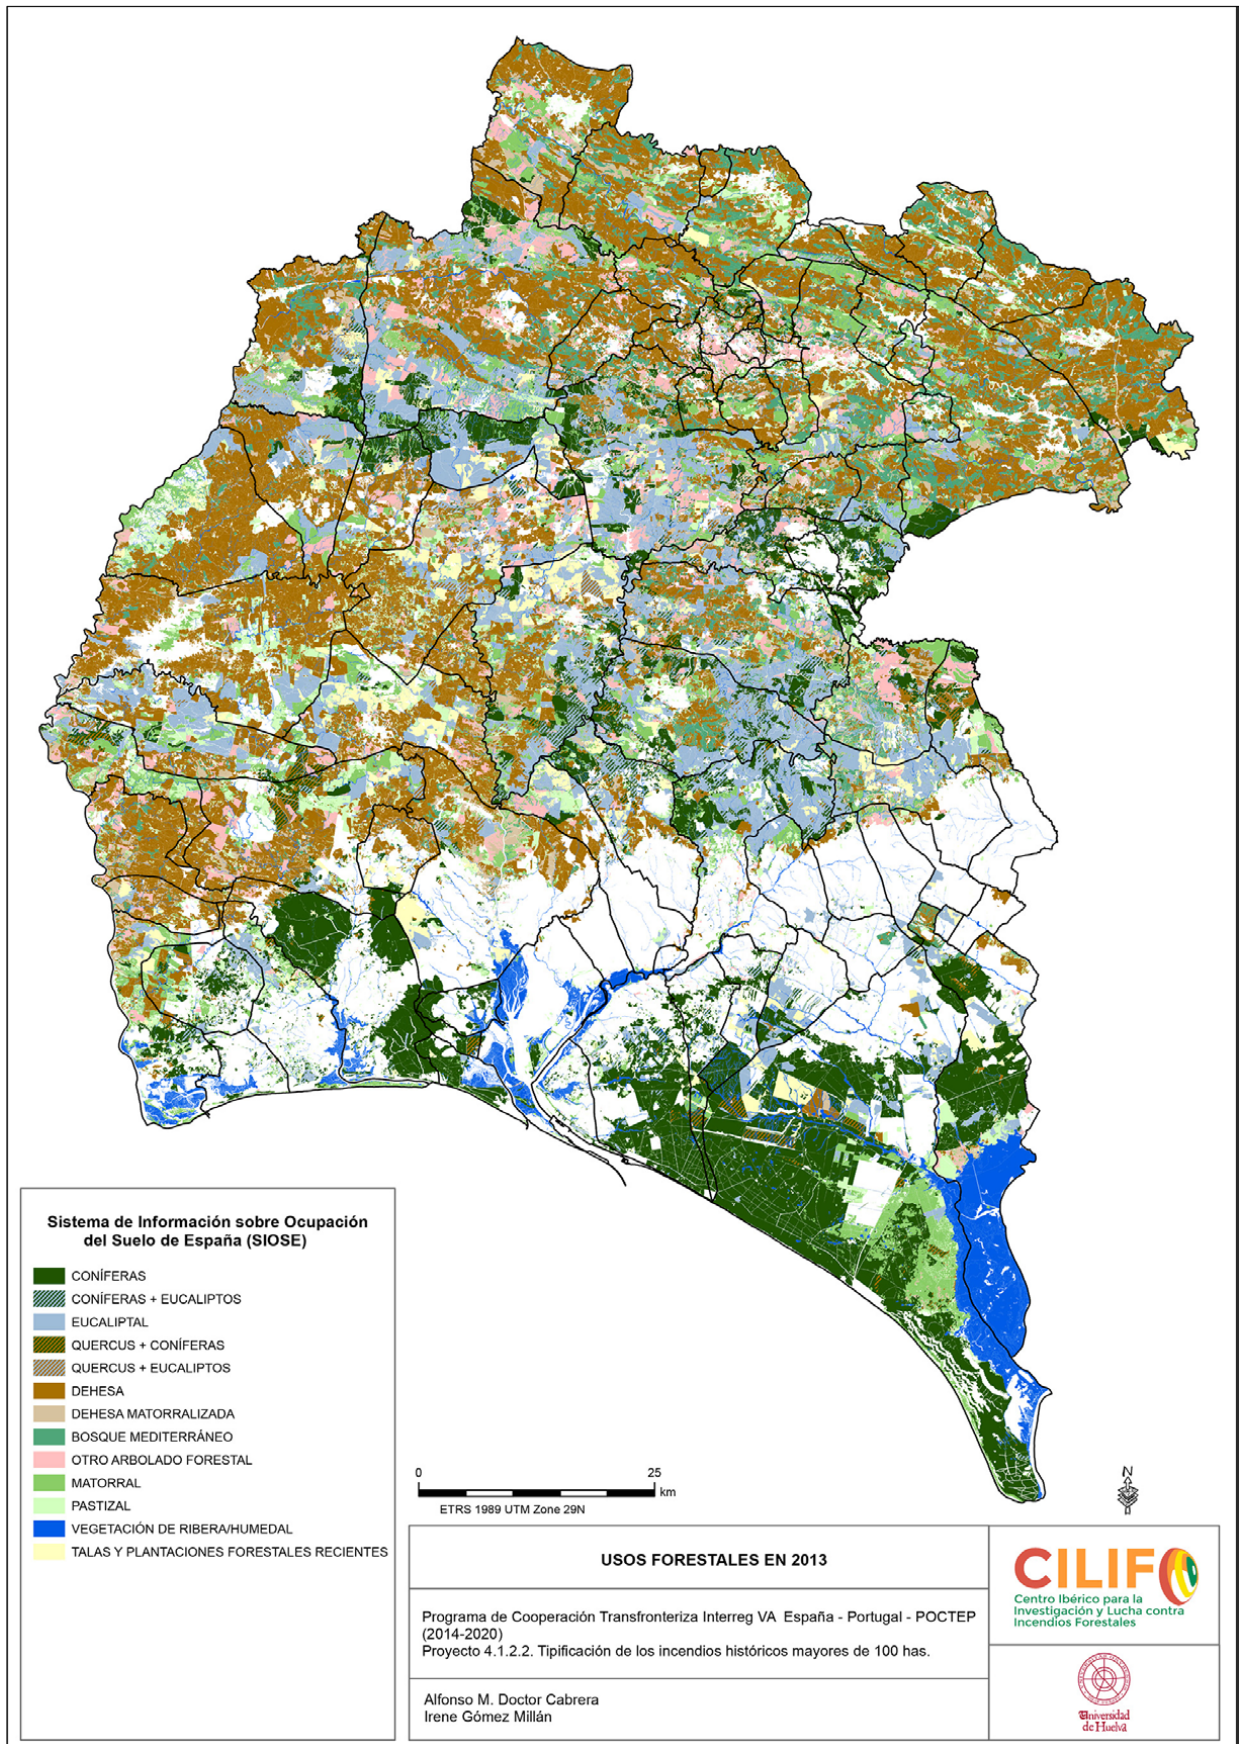 Sistema de Información sobre Ocupación
del Suelo de España (SIOSE)
CONÍFERAS
CONÍFERAS + EUCALIPTOS
EUCALIPTAL
QUERCUS + CONÍFERAS
QUERCUS + EUCALIPTOS
DEHESA
DEHESA MATORRALIZADA
BOSQUE MEDITERRÁNEO
OTRO ARBOLADO FORESTAL
MATORRAL
PASTIZAL
VEGETACIÓN DE RIBERA/HUMEDAL
TALAS Y PLANTACIONES FORESTALES RECIENTES
0 25
km
ETRS 1989 UTM Zone 29N
N
USOS FORESTALES EN 2013
Programa de Cooperación Transfronteriza Interreg VA España - Portugal - POCTEP
(2014-2020)
Proyecto 4.1.2.2. Tipificación de los incendios históricos mayores de 100 has.
Alfonso M. Doctor Cabrera
Irene Gómez Millán
CILIFO
Centro Ibérico para la
Investigación y Lucha contra
Incendios Forestales
Universidad
de Huelva